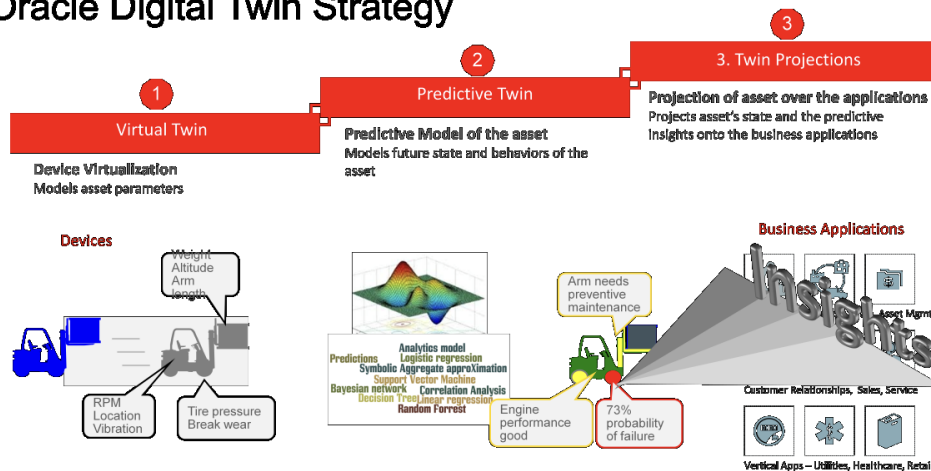 Oracle Digital Twin Strategy
1
Virtual Twin
Device Virtualization
Models asset parameters
2
Predictive Twin
Predictive Model of the asset
Models future state and behaviors of the
asset
3
3. Twin Projections
Projection of asset over the applications
Projects asset's state and the predictive
insights onto the business applications
Devices
Weight
Altitude
Arm
length
RPM
Location
Vibration
Tire pressure
Break wear
Analytics model
Predictions
Logistic regression
Symbolic Aggregate approXimation
Support Vector Machine
Bayesian network
Correlation Analysis
Decision Tree
Linear regression
Random Forrest
Arm needs
preventive
maintenance
Engine
performance
good
73%
probability
of failure
Business Applications
Insights
Asset Mgmt
Customer Relationships, Sales, Service
Vertical Apps – Utilities, Healthcare, Retai